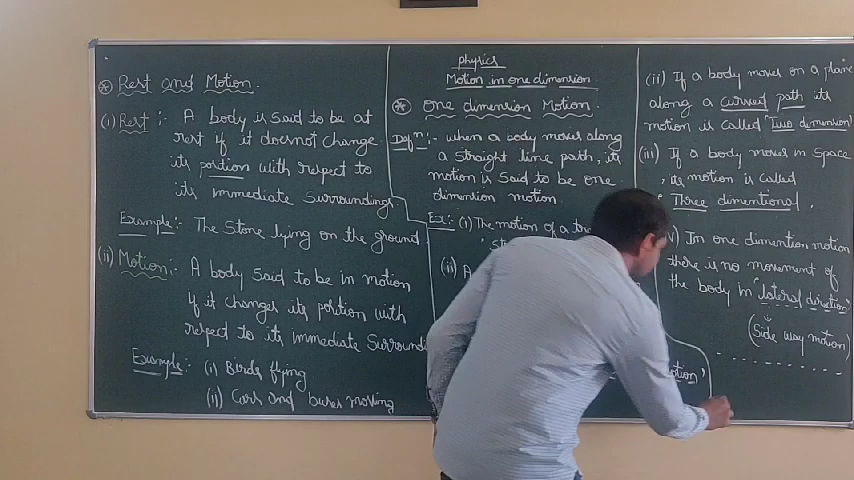 Rest and Motion.
(i) Rest :- A body is said to be at
rest if it doesnot change
its position with respect to
its immediate surroundings.
Example:- The stone lying on the ground
(ii) Motion:- A body said to be in motion
if it changes its position with
respect to its immediate surroundi
Example:- (i) Birds flying
(ii) Cars and buses moving
physics
Motion in one dimension
one dimension Motion.
Defn:- when a body moves along
a straight line path, its
motion is said to be one
dimension motion.
Ex:- (i) The motion of a
(ii) A
otion"
(ii) If a body moves on a plane
along a curved path its
motion is called "Two dimension"
(iii) If a body moves in space
, its motion is called
"Three dimentional.
In one dimention motion
there is no movement of
the body in "lateral direction"
(Side way motion)